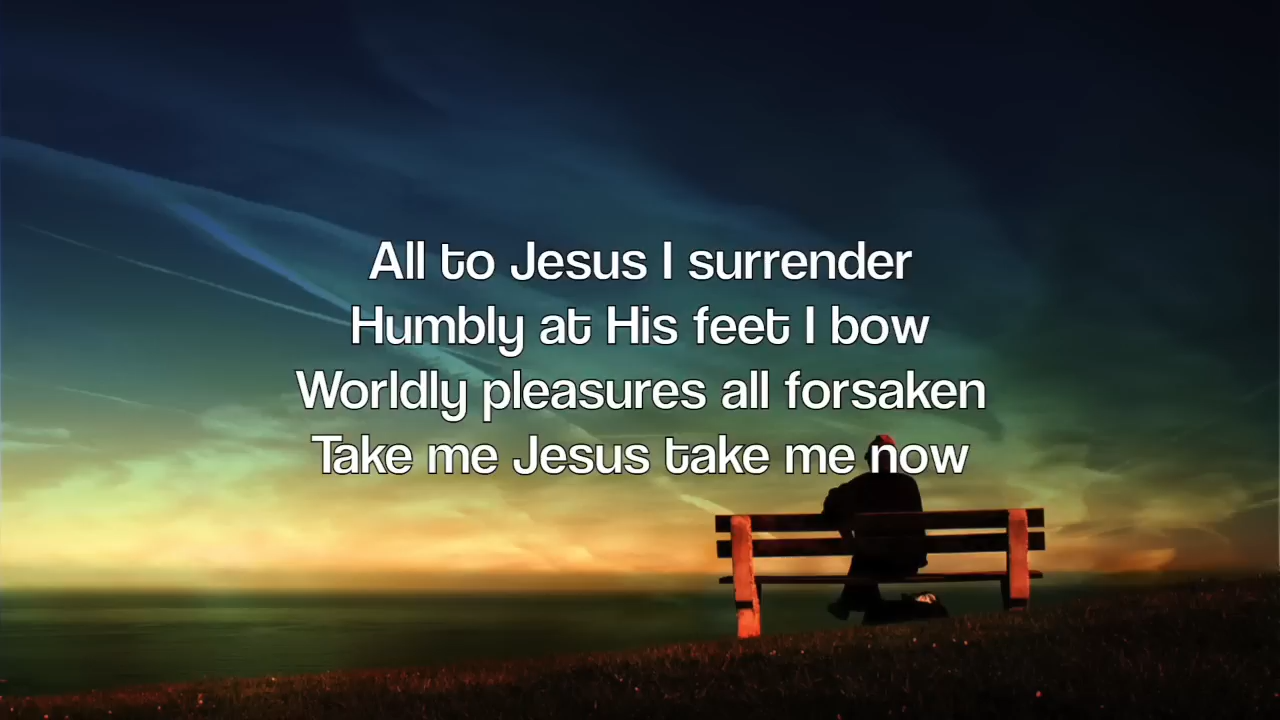 All to Jesus I surrender
Humbly at His feet I bow
Worldly pleasures all forsaken
Take me Jesus take me now